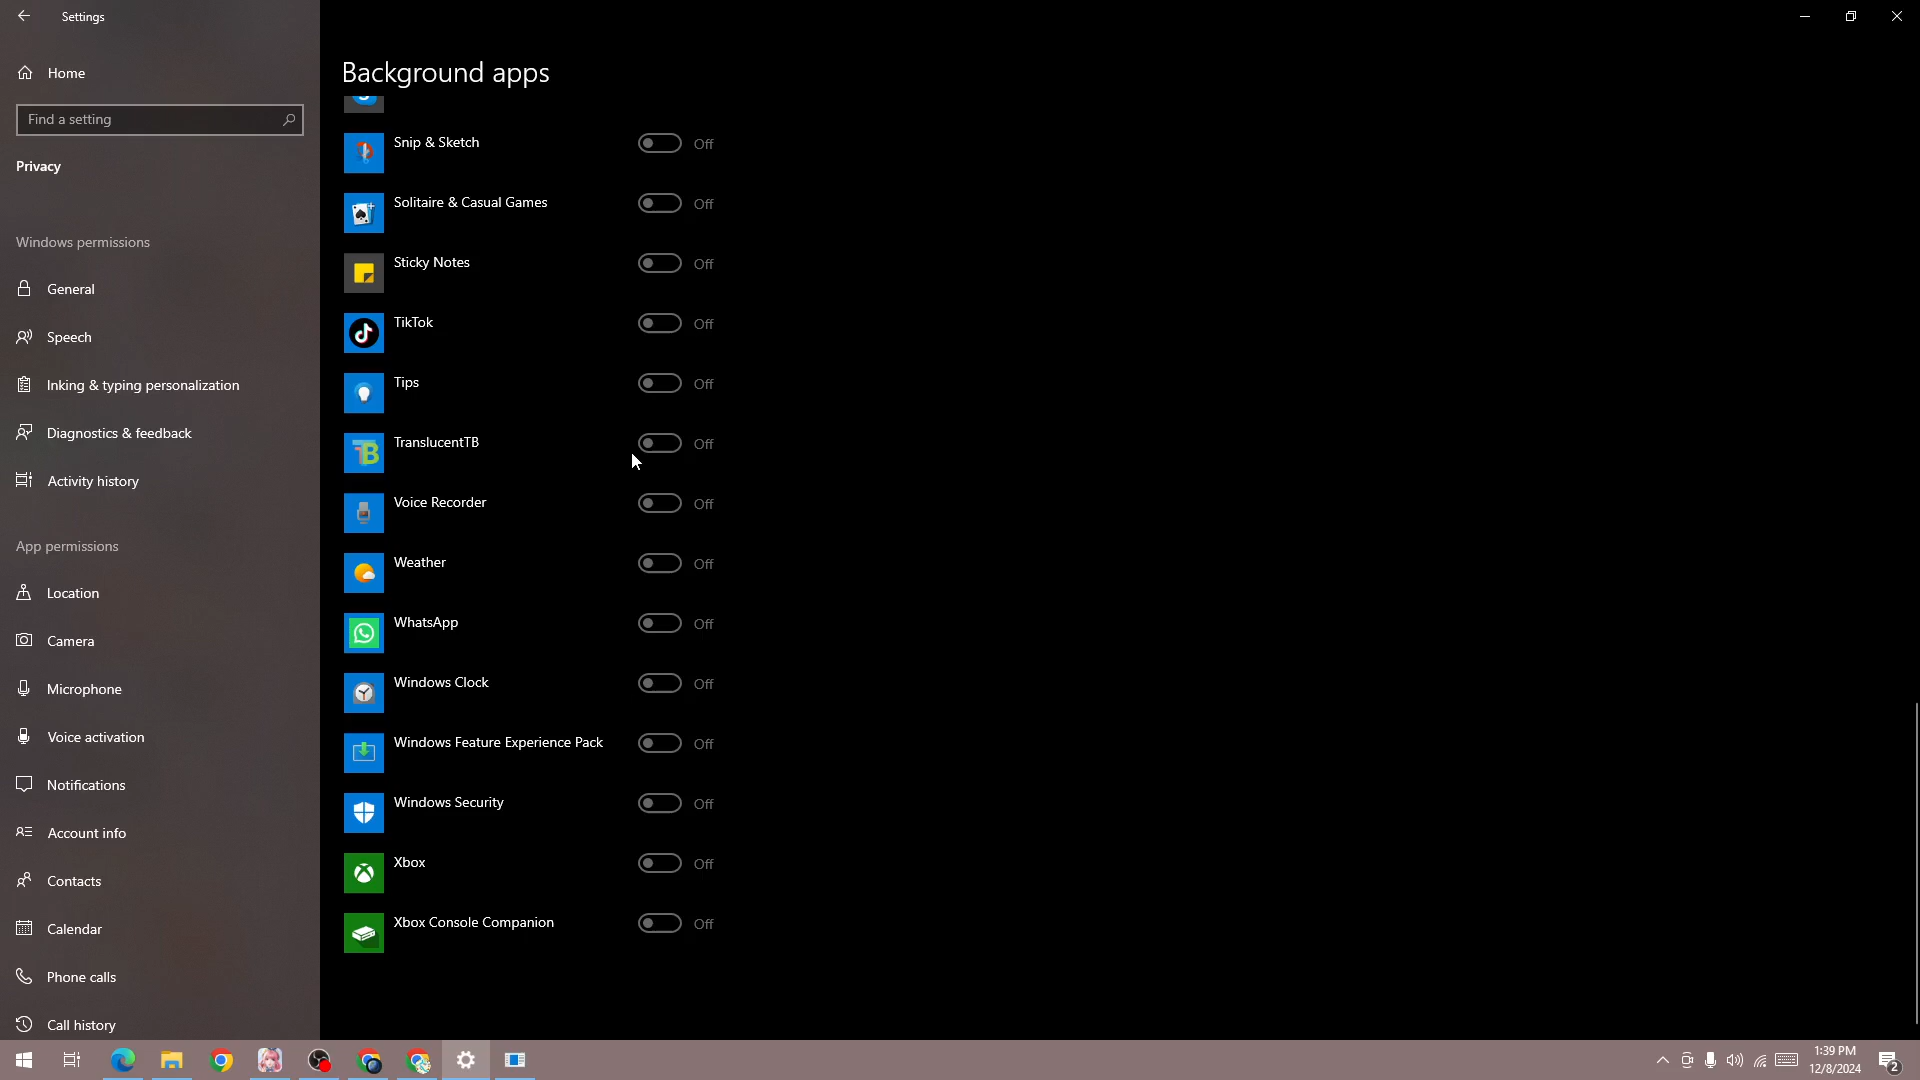 Settings
Home
Find a setting
Privacy
Windows permissions
General
Speech
Inking & typing personalization
Diagnostics & feedback
Activity history
App permissions
Location
Camera
Microphone
Voice activation
Notifications
Account info
Contacts
Calendar
Phone calls
Call history
Background apps
Snip & Sketch Off
Solitaire & Casual Games Off
Sticky Notes Off
TikTok Off
Tips Off
TranslucentTB Off
Voice Recorder Off
Weather Off
WhatsApp Off
Windows Clock Off
Windows Feature Experience Pack Off
Windows Security Off
Xbox Off
Xbox Console Companion Off
1:39 PM
12/8/2024
2